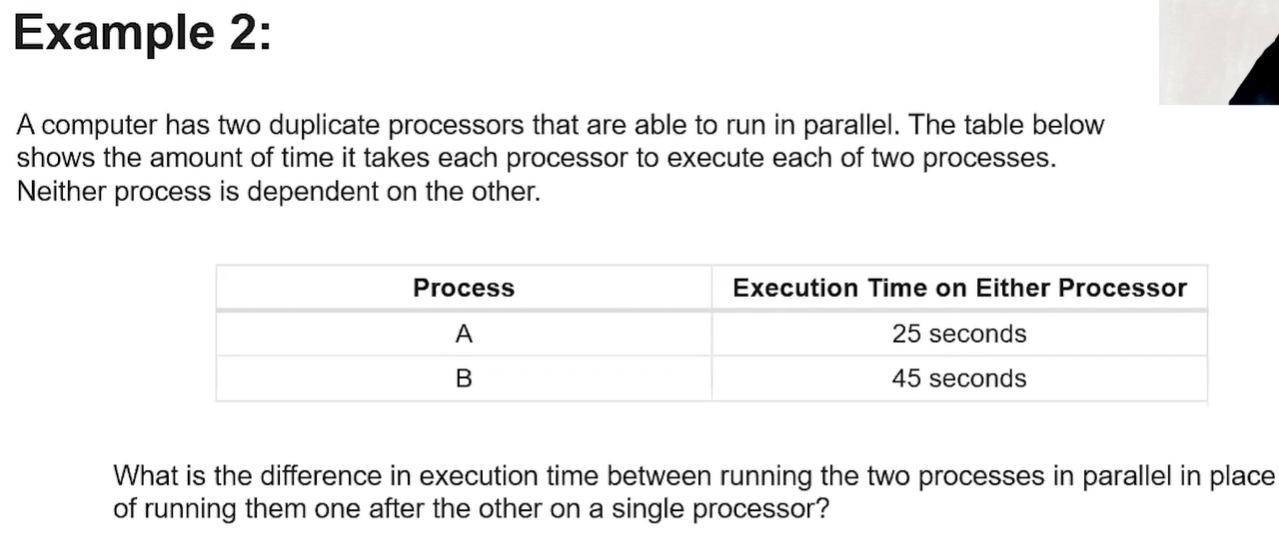 Example 2:
A computer has two duplicate processors that are able to run in parallel. The table below
shows the amount of time it takes each processor to execute each of two processes.
Neither process is dependent on the other.
Process Execution Time on Either Processor
A 25 seconds
B 45 seconds
What is the difference in execution time between running the two processes in parallel in place
of running them one after the other on a single processor?